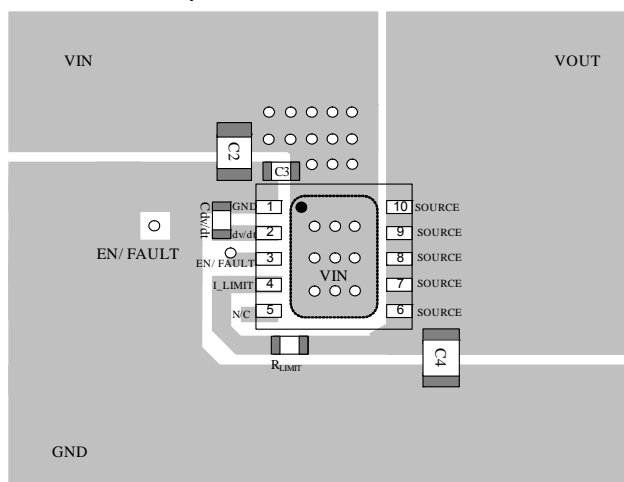 VIN
VOUT
C2
C3
Cdv/dt
GND 1
10 SOURCE
dv/dt 2
9 SOURCE
EN/ FAULT
EN/ FAULT 3
8 SOURCE
VIN
I_LIMIT 4
7 SOURCE
N/C 5
6 SOURCE
RLIMIT
C4
GND